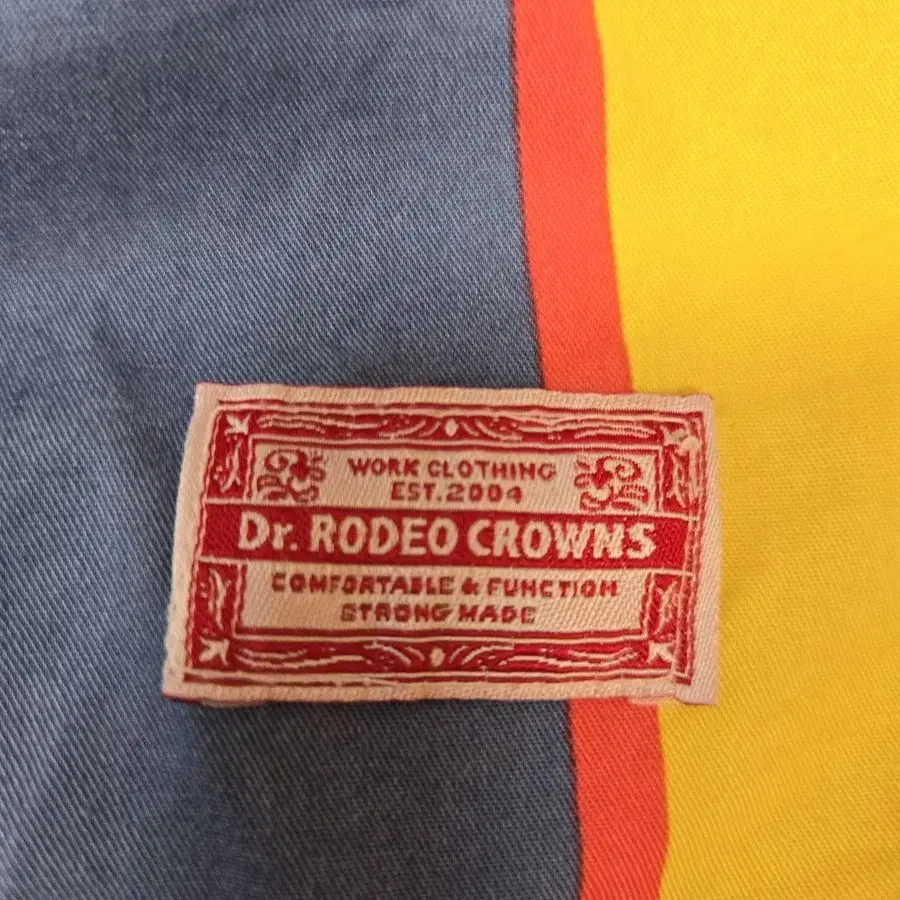 WORK CLOTHING
EST.2004
Dr. RODEO CROWNS
COMFORTABLE & FUNCTION
STRONG MADE